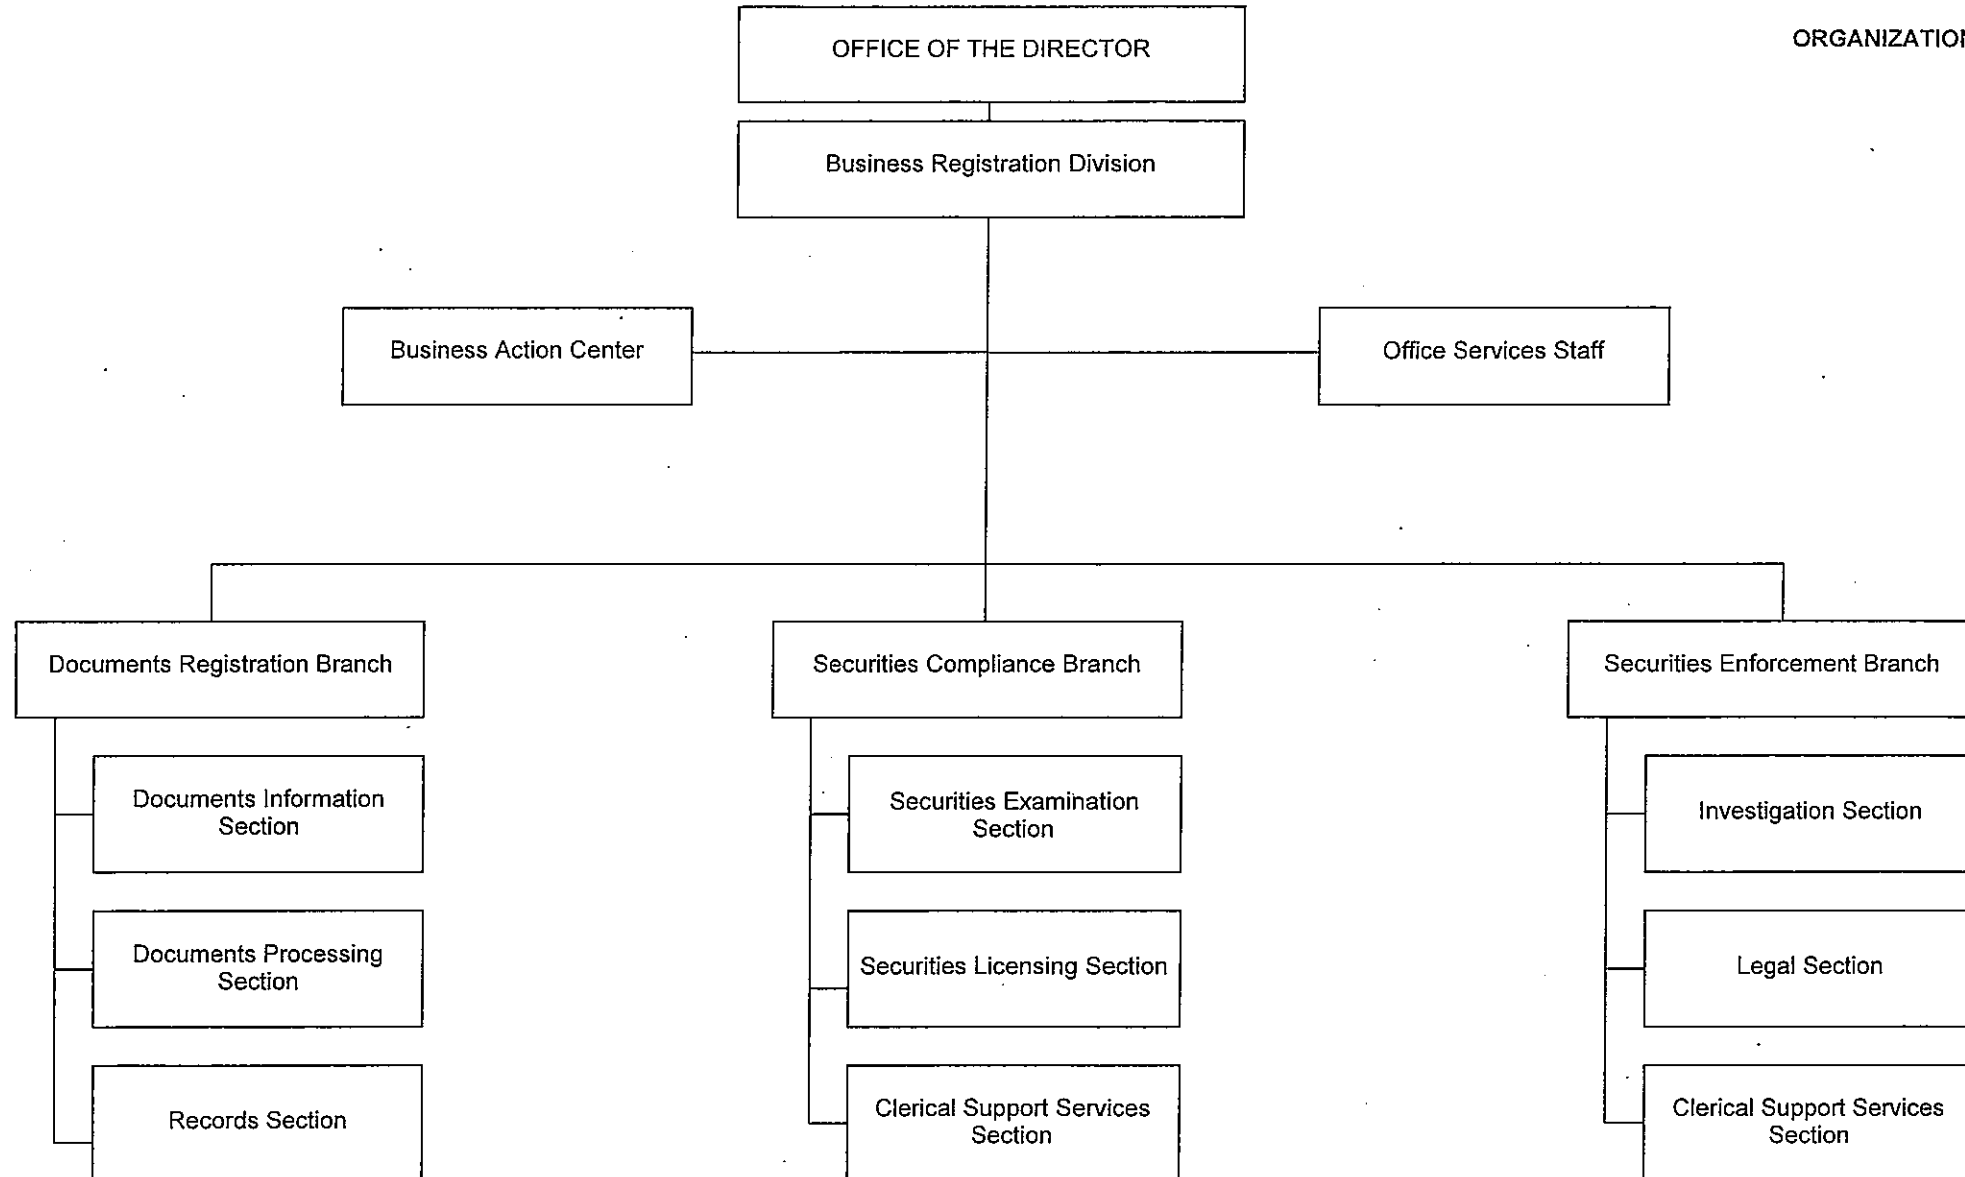 OFFICE OF THE DIRECTOR
ORGANIZATION
Business Registration Division
Business Action Center
Office Services Staff
Documents Registration Branch
Securities Compliance Branch
Securities Enforcement Branch
Documents Information
Section
Securities Examination
Section
Investigation Section
Documents Processing
Section
Securities Licensing Section
Legal Section
Records Section
Clerical Support Services
Section
Clerical Support Services
Section